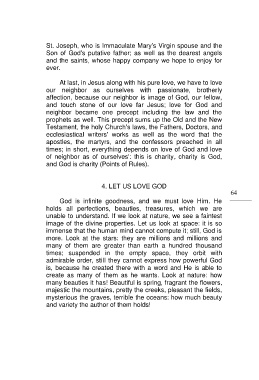 St. Joseph, who is Immaculate Mary's Virgin spouse and the
Son of God's putative father; as well as the dearest angels
and the saints, whose happy company we hope to enjoy for
ever.
At last, in Jesus along with his pure love, we have to love
our neighbor as ourselves with passionate, brotherly
affection, because our neighbor is image of God, our fellow,
and touch stone of our love far Jesus; love for God and
neighbor became one precept including the law and the
prophets as well. This precept sums up the Old and the New
Testament, the holy Church's laws, the Fathers, Doctors, and
ecclesiastical writers' works as well as the word that the
apostles, the martyrs, and the confessors preached in all
times; in short, everything depends on love of God and love
of neighbor as of ourselves': this is charity, charity is God,
and God is charity (Points of Rules).
4. LET US LOVE GOD
64
God is infinite goodness, and we must love Him. He
holds all perfections, beauties, treasures, which we are
unable to understand. If we look at nature, we see a faintest
image of the divine properties. Let us look at space: it is so
immense that the human mind cannot compute it; still, God is
more. Look at the stars: they are millions and millions and
many of them are greater than earth a hundred thousand
times; suspended in the empty space, they orbit with
admirable order, still they cannot express how powerful God
is, because he created there with a word and He is able to
create as many of them as he wants. Look at nature: how
many beauties it has! Beautiful is spring, fragrant the flowers,
majestic the mountains, pretty the creeks, pleasant the fields,
mysterious the graves, terrible the oceans: how much beauty
and variety the author of them holds!